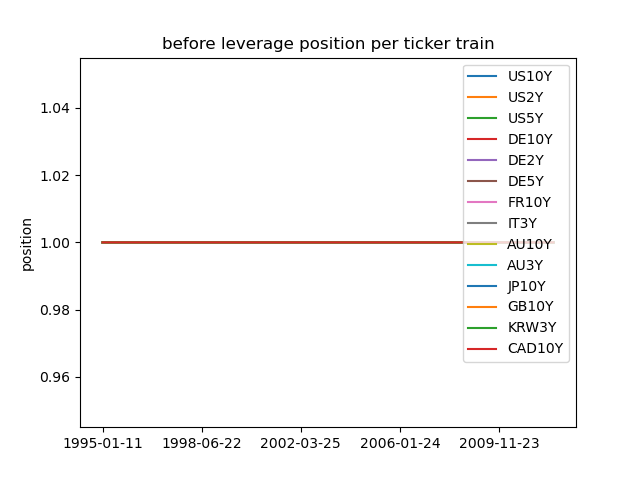 before leverage position per ticker train
position
1.04
1.02
1.00
0.98
0.96
US10Y
US2Y
US5Y
DE10Y
DE2Y
DE5Y
FR10Y
IT3Y
AU10Y
AU3Y
JP10Y
GB10Y
KRW3Y
CAD10Y
1995-01-11 1998-06-22 2002-03-25 2006-01-24 2009-11-23